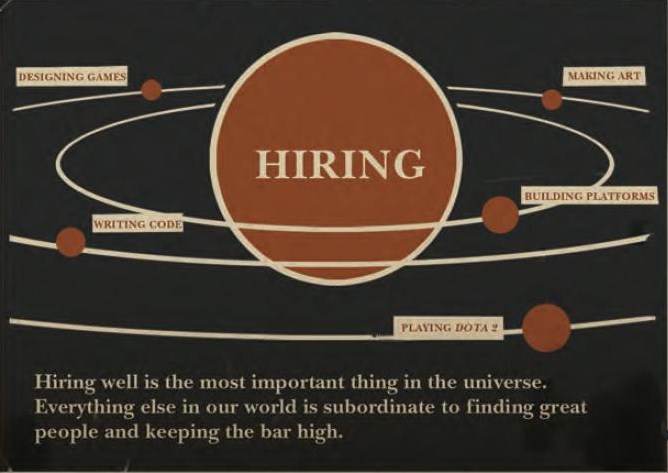 DESIGNING GAMES
MAKING ART
HIRING
BUILDING PLATFORMS
WRITING CODE
PLAYING DOTA 2
Hiring well is the most important thing in the universe.
Everything else in our world is subordinate to finding great
people and keeping the bar high.